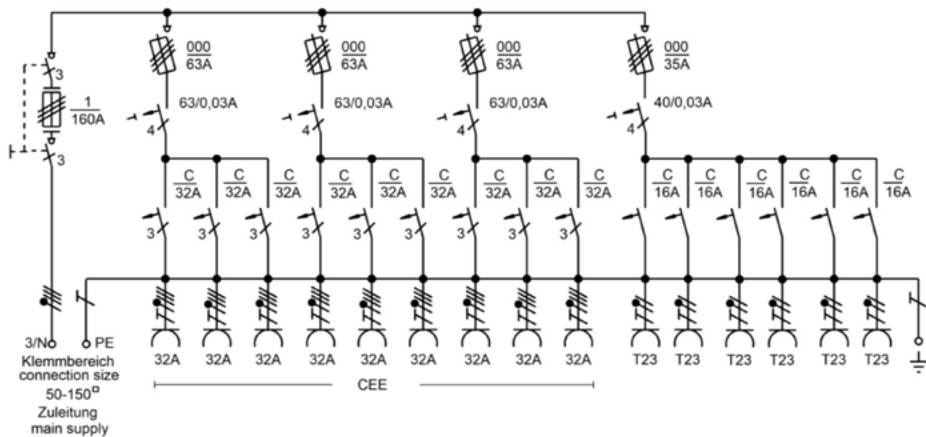 000 000 000 000
63A 63A 63A 35A
3
1
160A
63/0,03A 63/0,03A 63/0,03A 40/0,03A
4 4 4
3
C C C C C C C C C C C C C C C
32A 32A 32A 32A 32A 32A 32A 32A 32A 16A 16A 16A 16A 16A 16A
3 3 3 3 3 3 3 3 3
3/N PE
32A 32A 32A 32A 32A 32A 32A 32A 32A T23 T23 T23 T23 T23 T23
Klemmbereich
connection size
CEE
50-150□
Zuleitung
main supply